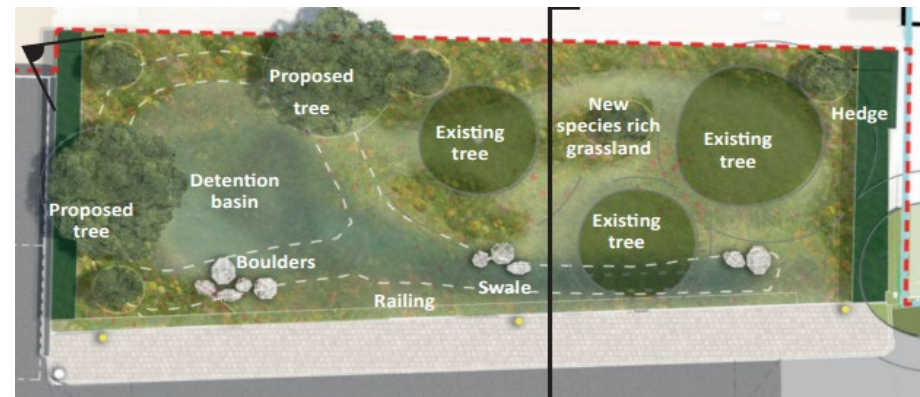 Proposed
tree
New
species rich
grassland
Hedge
Existing
tree
Existing
tree
Detention
basin
Proposed
tree
Existing
tree
Boulders
Swale
Railing